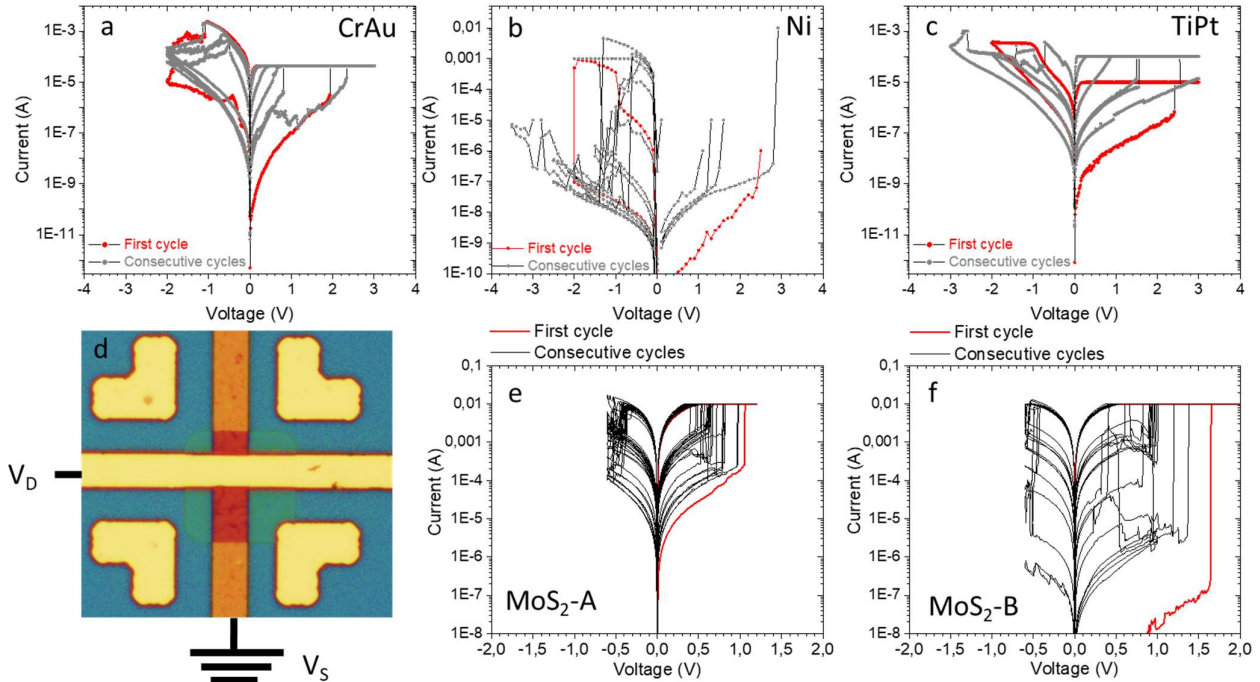 a
CrAu
1E-3
1E-5
1E-7
1E-9
1E-11
Current (A)
First cycle
Consecutive cycles
-4 -3 -2 -1 0 1 2 3 4
Voltage (V)
b
Ni
0,01
0,001
1E-4
1E-5
1E-6
1E-7
1E-8
1E-9
1E-10
Current (A)
First cycle
Consecutive cycles
-4 -3 -2 -1 0 1 2 3
Voltage (V)
c
TiPt
1E-3
1E-5
1E-7
1E-9
1E-11
Current (A)
First cycle
Consecutive cycles
-4 -3 -2 -1 0 1 2 3 4
Voltage (V)
d
VD
VS
First cycle
Consecutive cycles
e
0,1
0,01
0,001
1E-4
1E-5
1E-6
1E-7
1E-8
Current (A)
MoS2-A
-2,0 -1,5 -1,0 -0,5 0,0 0,5 1,0 1,5 2,0
Voltage (V)
First cycle
Consecutive cycles
f
0,1
0,01
0,001
1E-4
1E-5
1E-6
1E-7
1E-8
Current (A)
MoS2-B
-2,0 -1,5 -1,0 -0,5 0,0 0,5 1,0 1,5 2,0
Voltage (V)